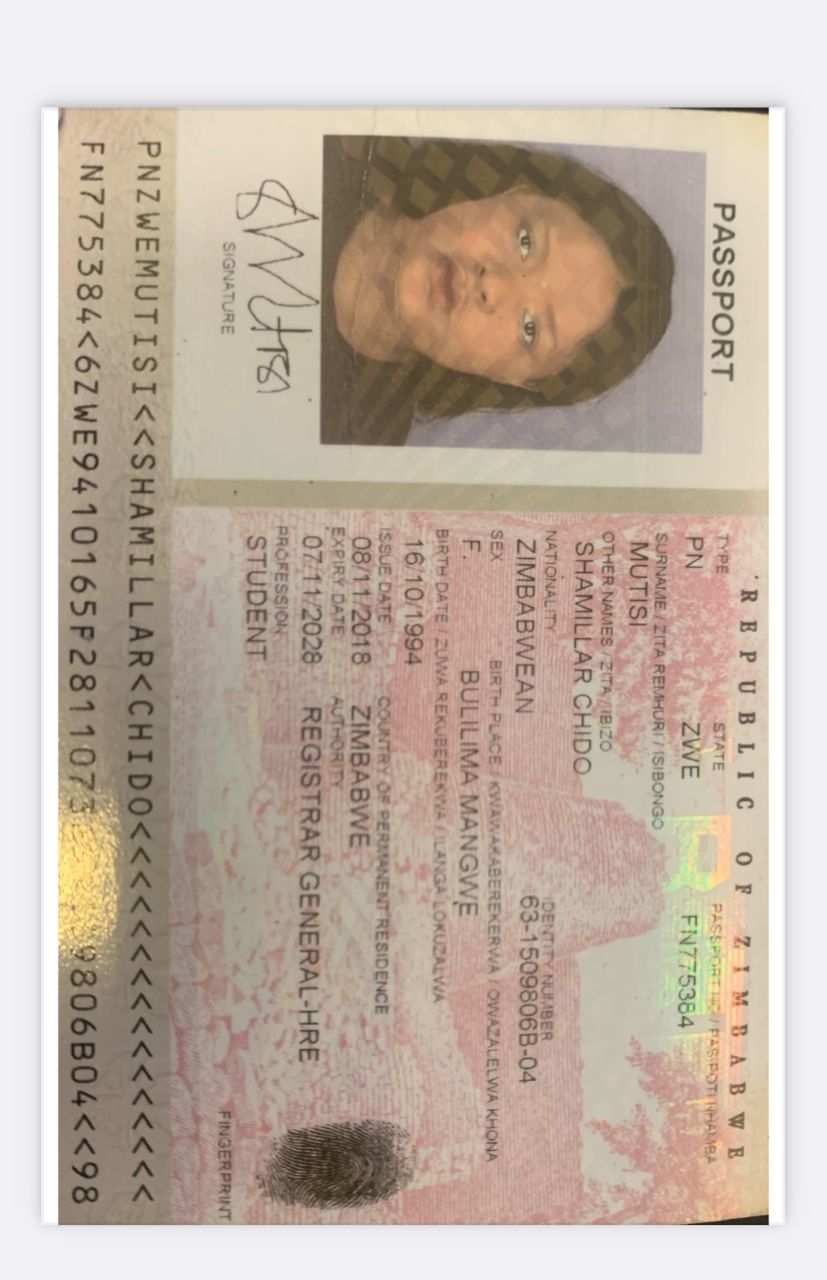 PASSPORT
REPUBLIC OF ZIMBABWE
TYPE STATE PASSPORT NO / PASIPOTI NHAMBA
PN ZWE FN775384
SURNAME / ZITA REMHURI / ISIBONGO
MUTISI
OTHER NAMES / ZITA / IBIZO
SHAMILLAR CHIDO
NATIONALITY IDENTITY NUMBER
ZIMBABWEAN 63-1509806B-04
SEX BIRTH PLACE / KWAWAKABEREKERWA / OWAZALELWA KHONA
F. BULILIMA MANGWE
BIRTH DATE / ZUWA REKUBEREKWA / ILANGA LOKUZALWA
16/10/1994
ISSUE DATE COUNTRY OF PERMANENT RESIDENCE
08/11/2018 ZIMBABWE
EXPIRY DATE AUTHORITY
07/11/2028 REGISTRAR GENERAL-HRE
PROFESSION
STUDENT
SMutisi
SIGNATURE
FINGERPRINT
PNZWEMUTISI<<SHAMILLAR<CHIDO<<<<<<<<<<<<<<<<
FN775384<6ZWE9410165F2811073 9806B04<<98